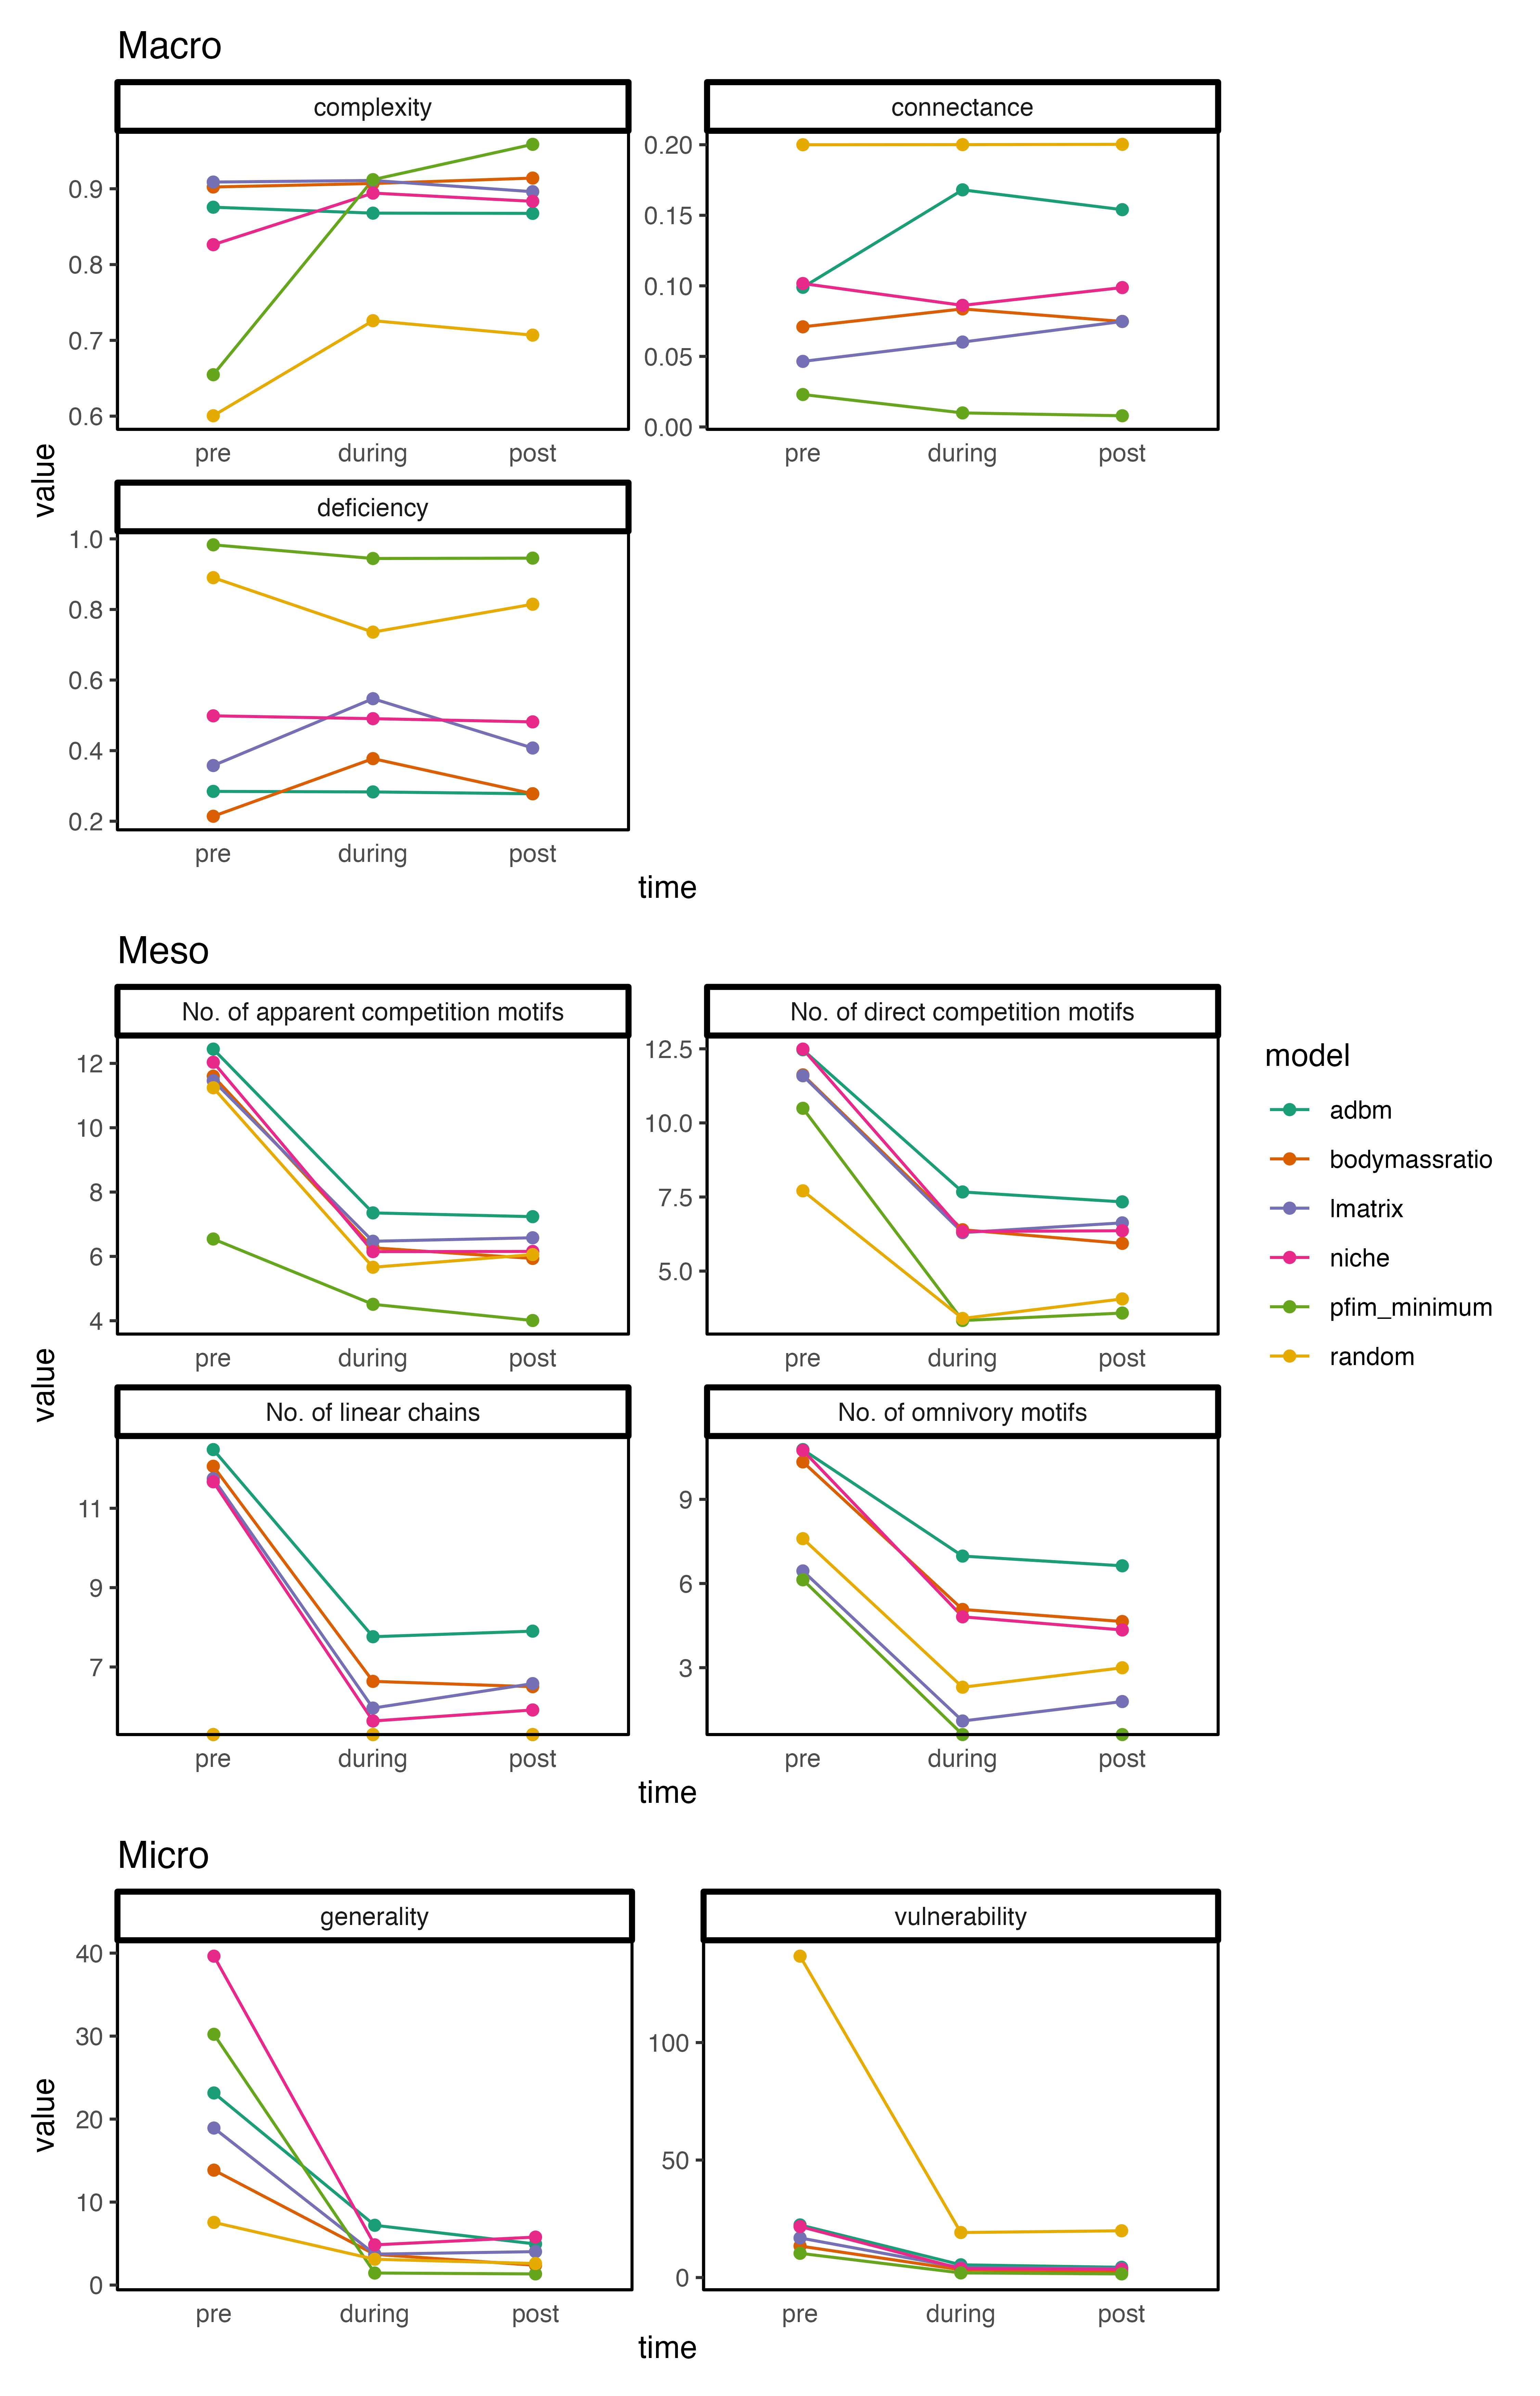 Macro
complexity
connectance
0.9
0.8
0.7
0.6
0.20
0.15
0.10
0.05
0.00
pre during post
pre during post
value
deficiency
1.0
0.8
0.6
0.4
0.2
pre during post
time
Meso
No. of apparent competition motifs
No. of direct competition motifs
12
10
8
6
4
12.5
10.0
7.5
5.0
pre during post
pre during post
value
No. of linear chains
No. of omnivory motifs
11
9
7
9
6
3
pre during post
pre during post
time
model
adbm
bodymassratio
lmatrix
niche
pfim_minimum
random
Micro
generality
vulnerability
40
30
20
10
0
100
50
0
value
pre during post
pre during post
time